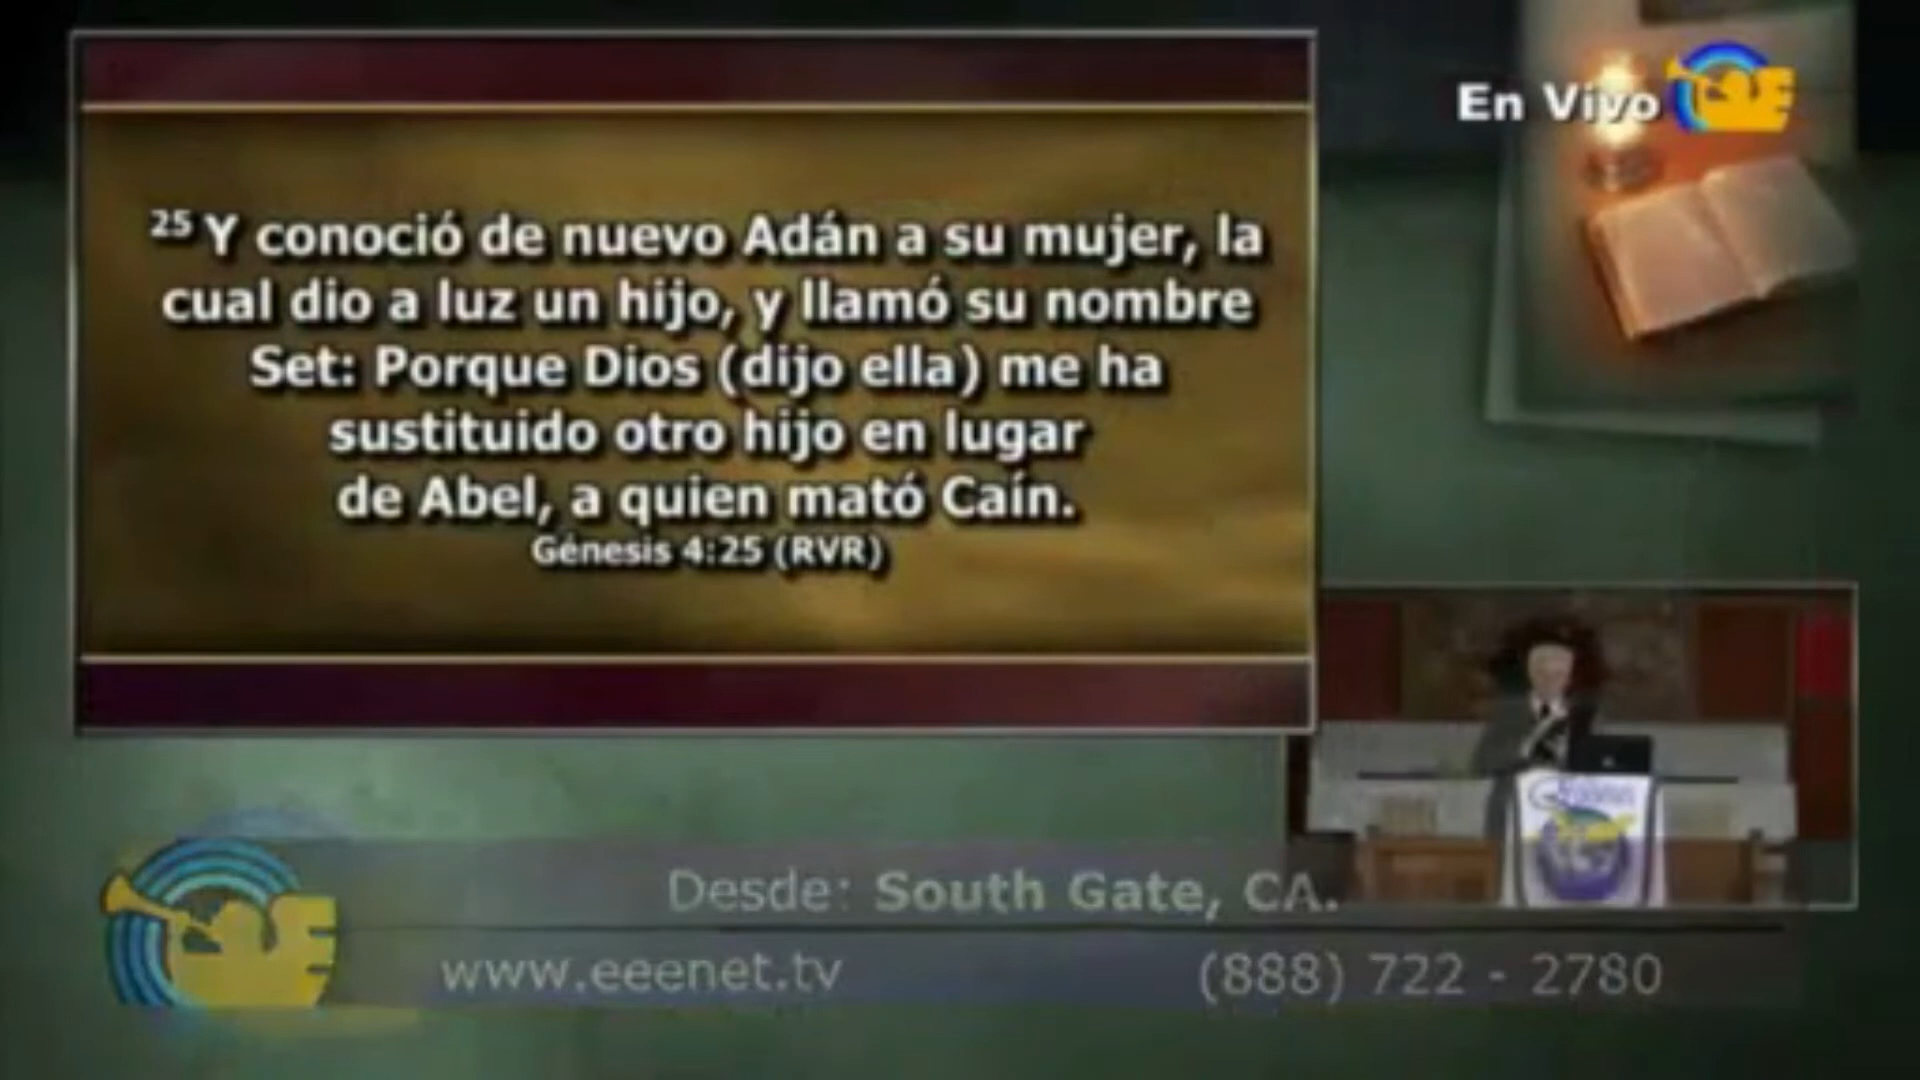 En Vivo
25 Y conoció de nuevo Adán a su mujer, la
cual dio a luz un hijo, y llamó su nombre
Set: Porque Dios (dijo ella) me ha
sustituido otro hijo en lugar
de Abel, a quien mató Caín.
Génesis 4:25 (RVR)
Desde: South Gate, CA.
www.eeenet.tv
(888) 722 - 2780